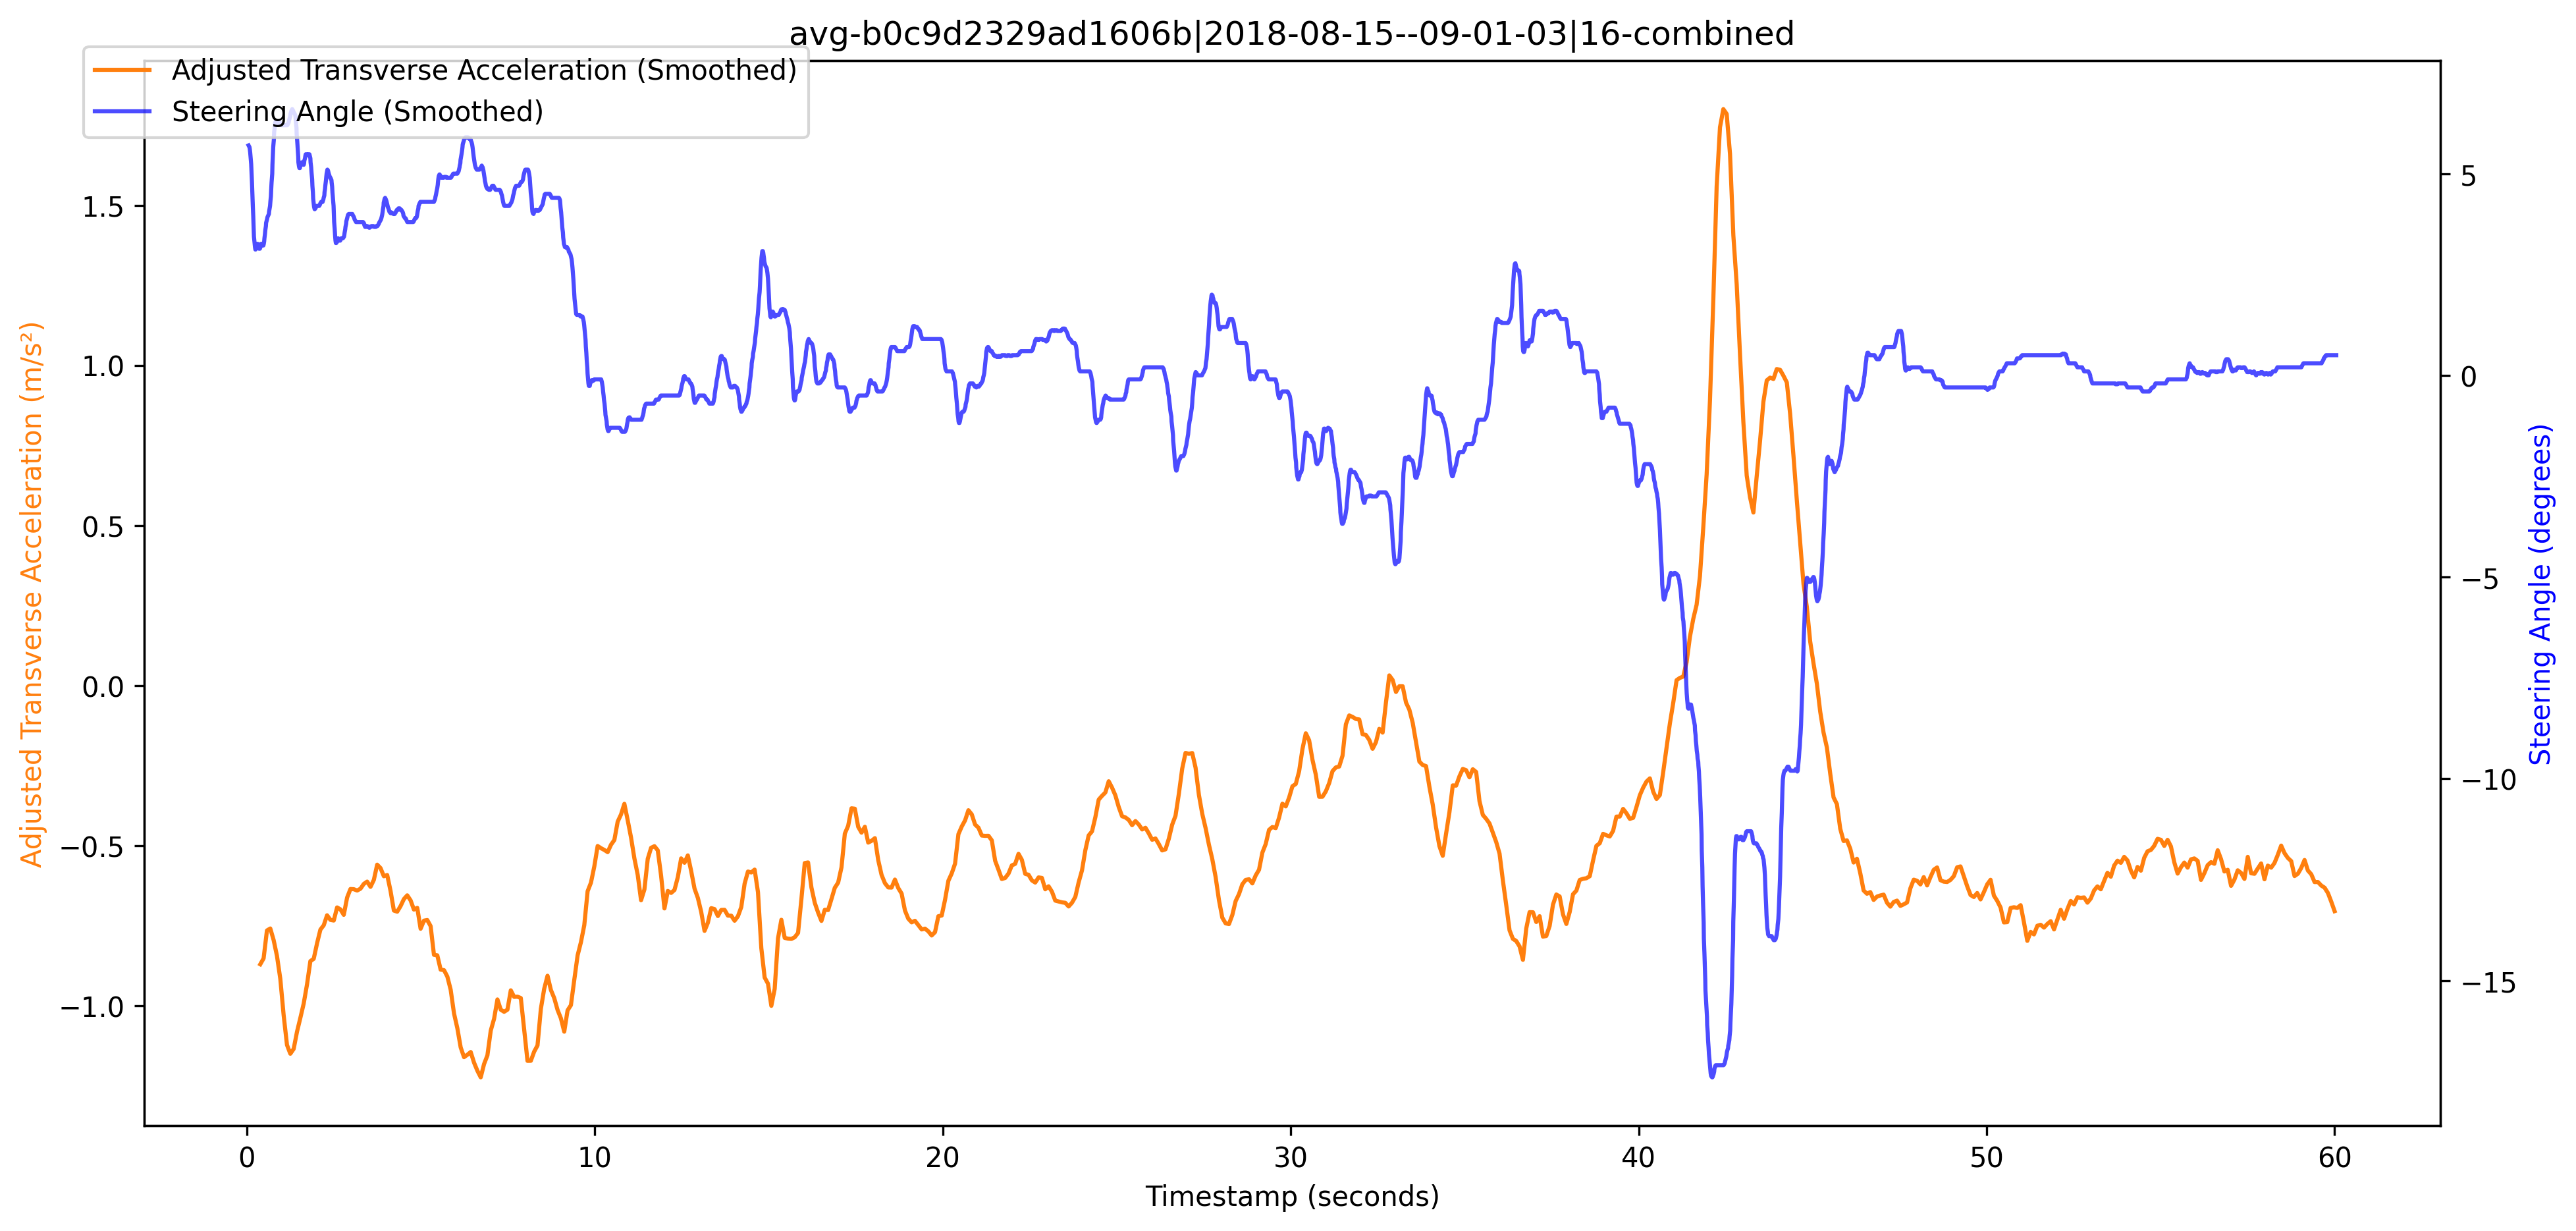 avg-b0c9d2329ad1606b|2018-08-15--09-01-03|16-combined
Adjusted Transverse Acceleration (Smoothed)
Steering Angle (Smoothed)
Adjusted Transverse Acceleration (m/s²)
1.5
1.0
0.5
0.0
−0.5
−1.0
5
0
−5
−10
−15
Steering Angle (degrees)
0 10 20 30 40 50 60
Timestamp (seconds)